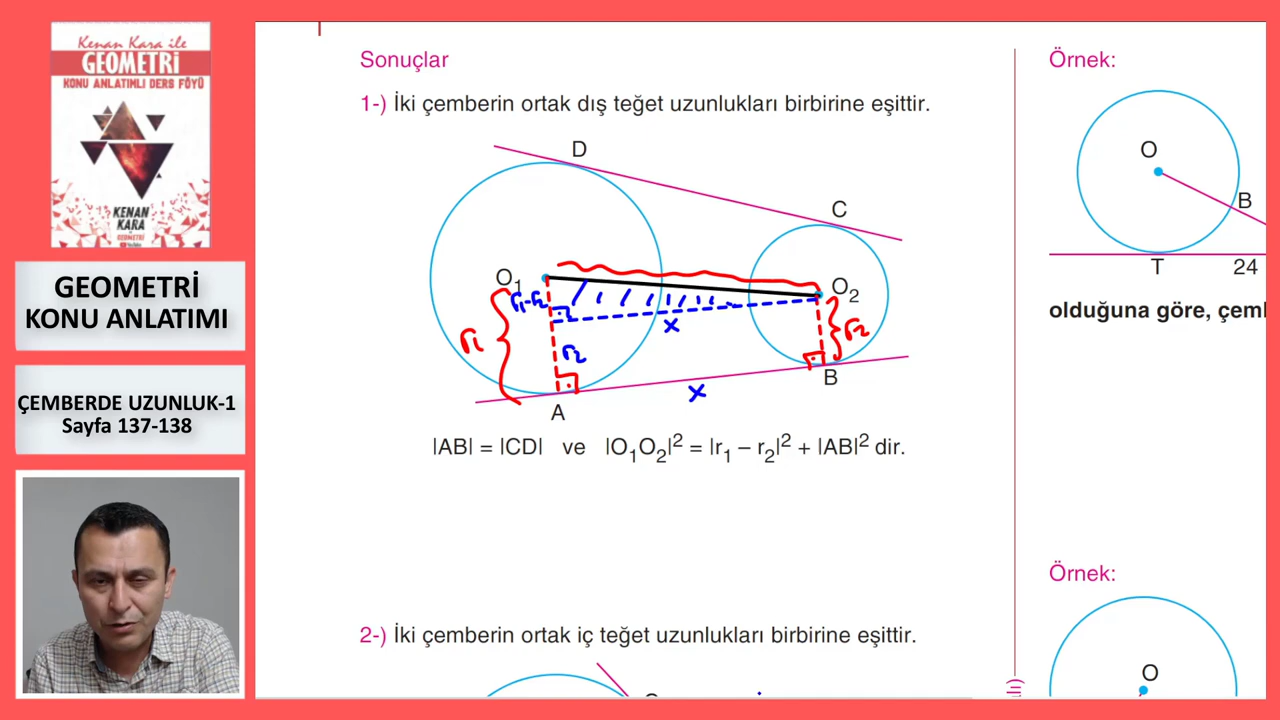 Kenan Kara ile
GEOMETRİ
KONU ANLATIMLI DERS FÖYÜ
KENAN
KARA
GEOMETRİ
GEOMETRİ
KONU ANLATIMI
ÇEMBERDE UZUNLUK-1
Sayfa 137-138
Sonuçlar
1-) İki çemberin ortak dış teğet uzunlukları birbirine eşittir.
D
C
O₁
O₂
r1-r2
x
r1
r2
r2
x
A
B
|AB| = |CD| ve |O₁O₂|² = |r₁ – r₂|² + |AB|² dir.
2-) İki çemberin ortak iç teğet uzunlukları birbirine eşittir.
Örnek:
O
B
T
24
olduğuna göre, çeml
Örnek:
O